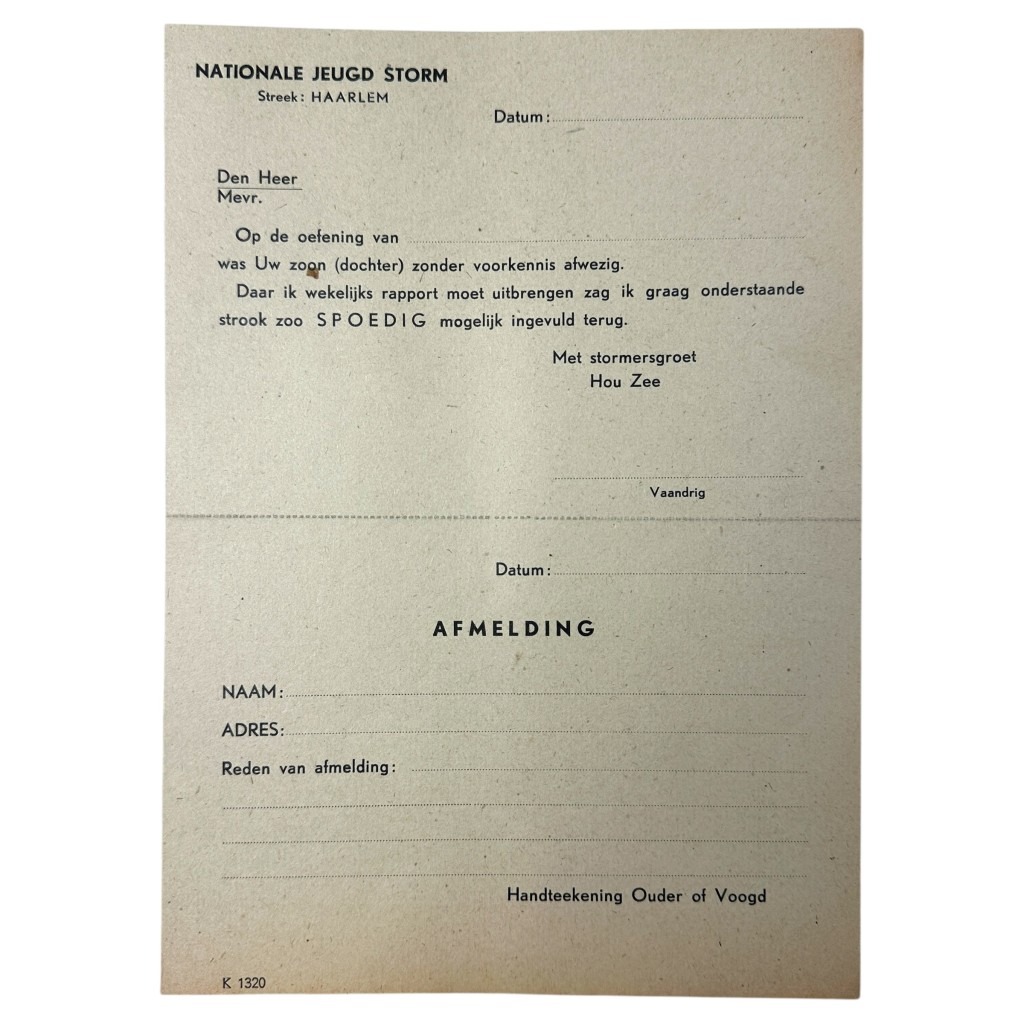 NATIONALE JEUGD STORM
Streek: HAARLEM
Datum:
Den Heer
Mevr.
Op de oefening van
was Uw zoon (dochter) zonder voorkennis afwezig.
Daar ik wekelijks rapport moet uitbrengen zag ik graag onderstaande
strook zoo SPOEDIG mogelijk ingevuld terug.
Met stormersgroet
Hou Zee
Vaandrig
Datum:
AFMELDING
NAAM:
ADRES:
Reden van afmelding:
Handteekening Ouder of Voogd
K 1320